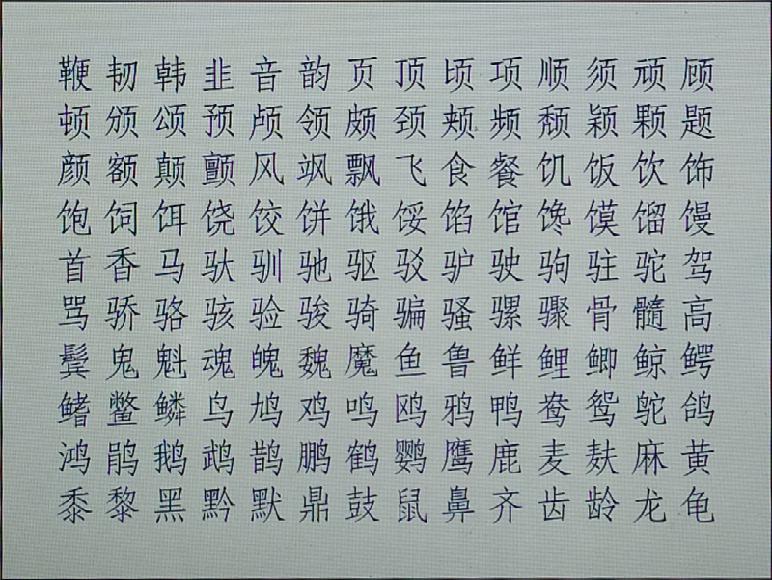 鞭韧韩韭音韵页顶顷项顺须顽顾
顿颁颂预颅领颇颈颊频颓颖颗题
颜额颠颤风飒飘飞食餐饥饭饮饰
饱饲饵饶饺饼饿馁馅馆馋馍馏馒
首香马驮驯驰驱驳驴驶驹驻驼驾
骂骄骆骇验骏骑骗骚骡骤骨髓高
鬓鬼魁魂魄魏魔鱼鲁鲜鲤鲫鲸鳄
鳍鳖鳞鸟鸠鸡鸣鸥鸦鸭鸯鸳鸵鸽
鸿鹃鹅鹉鹊鹏鹤鹦鹰鹿麦麸麻黄
黍黎黑黔默鼎鼓鼠鼻齐齿龄龙龟